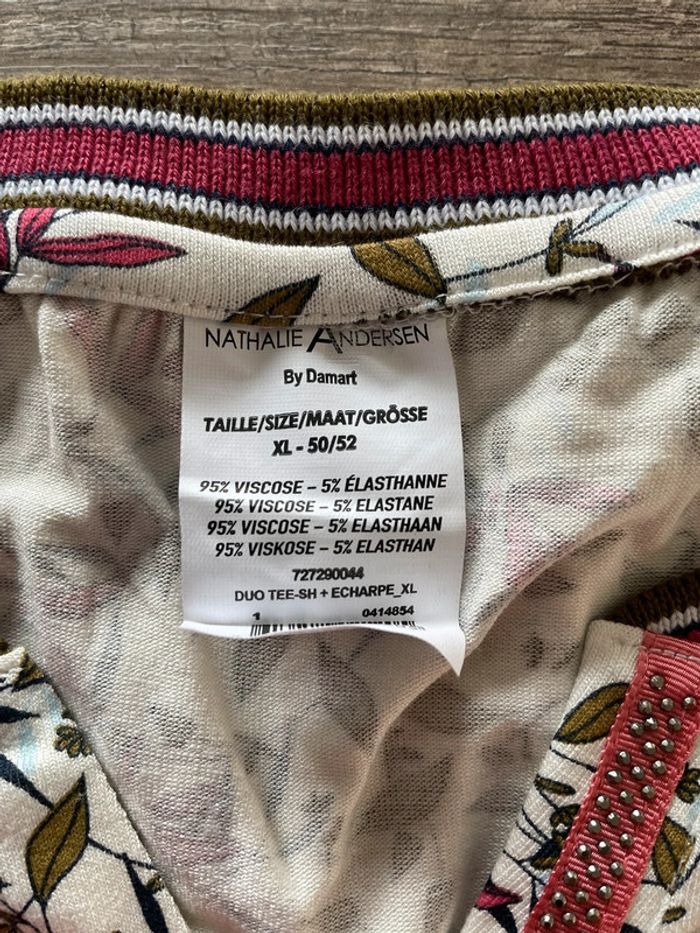 NATHALIE ANDERSEN
By Damart
TAILLE/SIZE/MAAT/GRÖSSE
XL - 50/52
95% VISCOSE – 5% ÉLASTHANNE
95% VISCOSE – 5% ELASTANE
95% VISCOSE – 5% ELASTHAAN
95% VISKOSE – 5% ELASTHAN
727290044
DUO TEE-SH + ECHARPE_XL
1 0414854